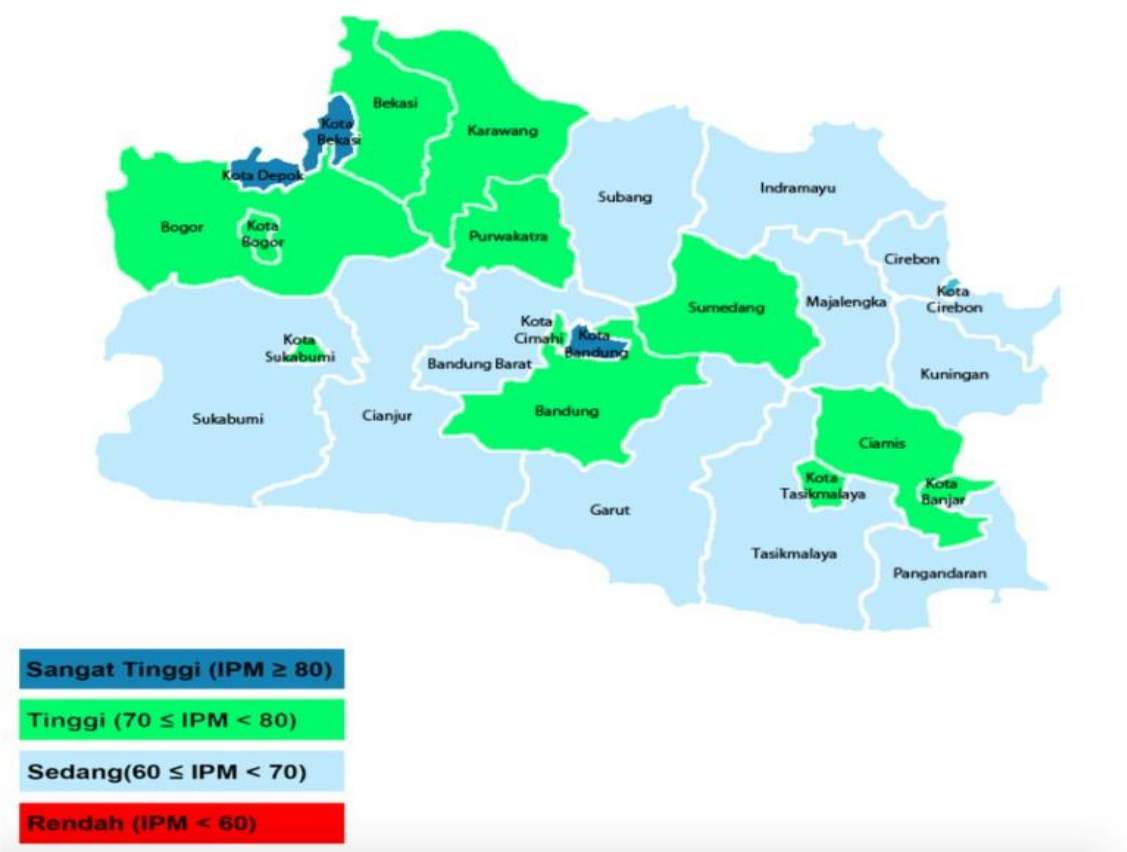 Bekasi
Kota
Bekasi
Karawang
Kota Depok
Bogor
Kota
Bogor
Purwakatra
Subang
Indramayu
Cirebon
Kota
Cirebon
Sumedang
Majalengka
Kuningan
Kota
Sukabumi
Kota
Cimahi
Kota
Bandung
Bandung Barat
Sukabumi
Cianjur
Bandung
Ciamis
Kota
Tasikmalaya
Kota
Banjar
Garut
Tasikmalaya
Pangandaran
Sangat Tinggi (IPM ≥ 80)
Tinggi (70 ≤ IPM < 80)
Sedang(60 ≤ IPM < 70)
Rendah (IPM < 60)